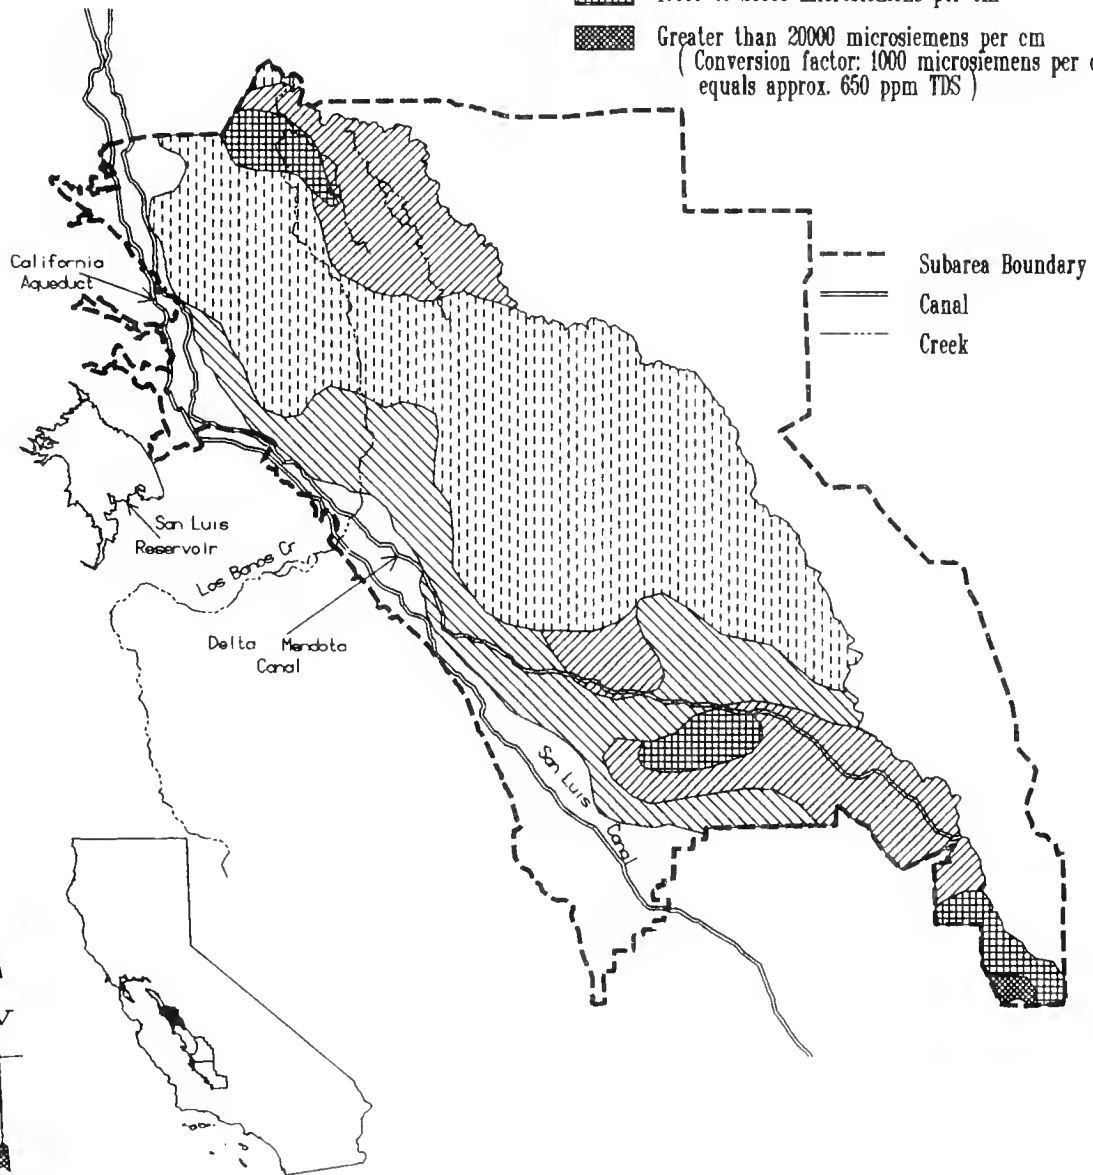 Greater than 20000 microsiemens per cm
( Conversion factor: 1000 microsiemens per
equals approx. 650 ppm TDS )
Subarea Boundary
Canal
Creek
California
Aqueduct
San Luis
Reservoir
Los Banos Cr
Delta Mendota
Canal
San Luis Canal